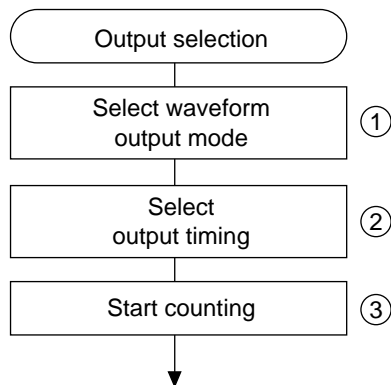 Output selection
Select waveform
output mode
①
Select
output timing
②
Start counting
③